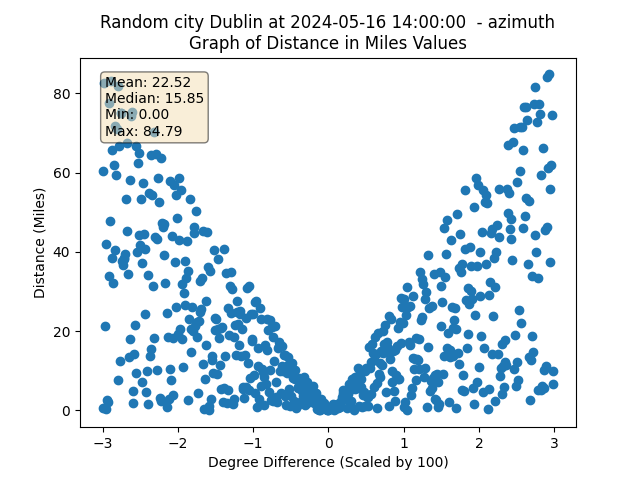 Random city Dublin at 2024-05-16 14:00:00  - azimuth
Graph of Distance in Miles Values
Mean: 22.52
Median: 15.85
Min: 0.00
Max: 84.79
80
60
40
20
0
Distance (Miles)
−3 −2 −1 0 1 2 3
Degree Difference (Scaled by 100)